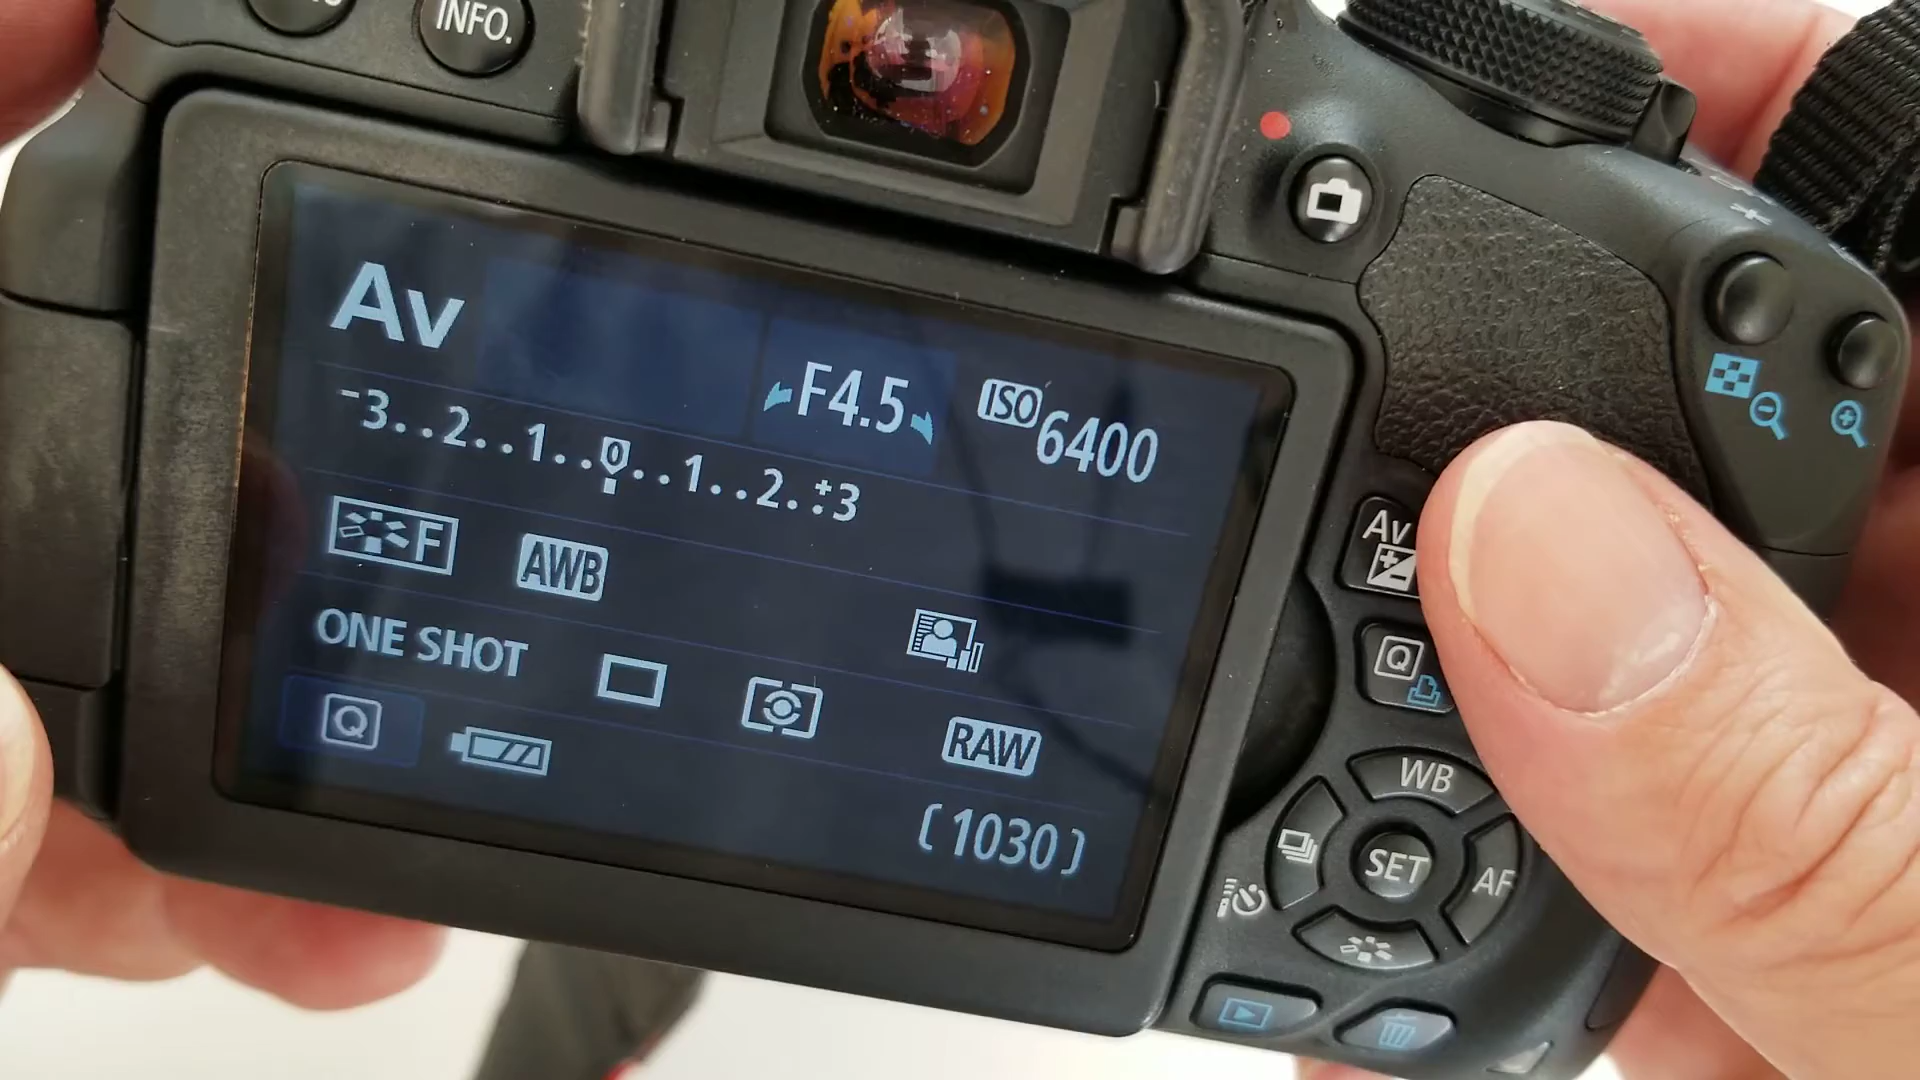 INFO.
Av
F4.5 ISO 6400
-3..2..1..0..1..2.+3
F AWB
ONE SHOT
RAW
Q
[1030]
Av
Q
WB
SET
AF